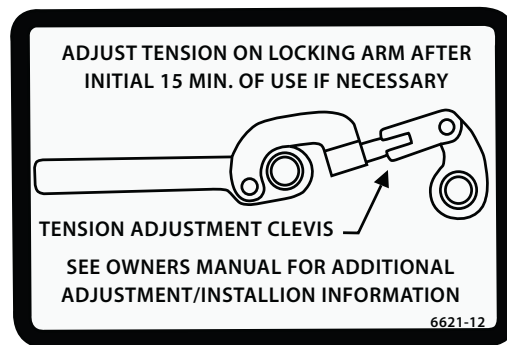 ADJUST TENSION ON LOCKING ARM AFTER
INITIAL 15 MIN. OF USE IF NECESSARY
TENSION ADJUSTMENT CLEVIS
SEE OWNERS MANUAL FOR ADDITIONAL
ADJUSTMENT/INSTALLION INFORMATION
6621-12